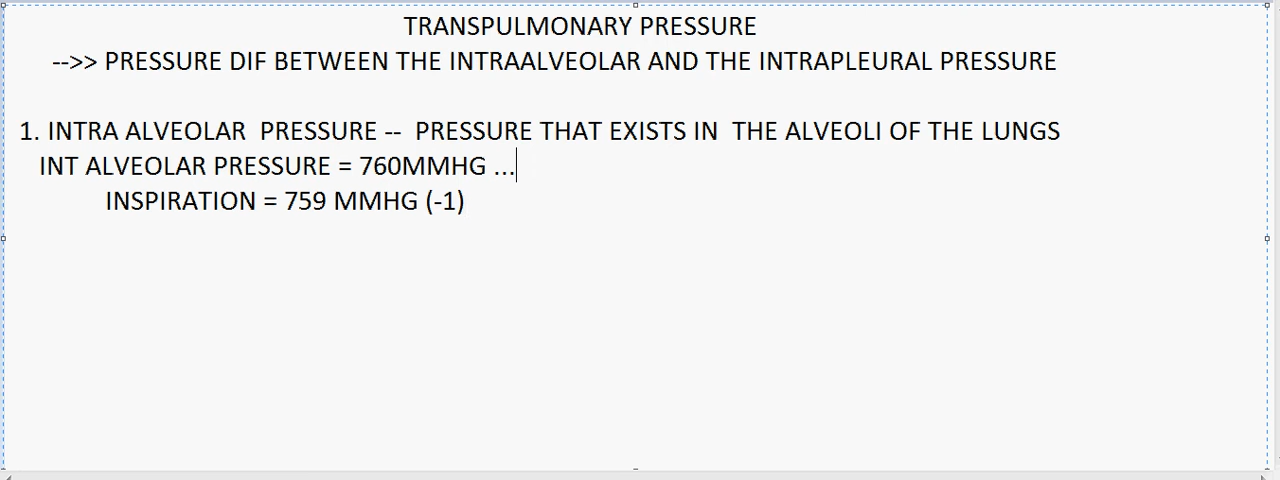 TRANSPULMONARY PRESSURE
-->> PRESSURE DIF BETWEEN THE INTRAALVEOLAR AND THE INTRAPLEURAL PRESSURE
1. INTRA ALVEOLAR  PRESSURE --  PRESSURE THAT EXISTS IN  THE ALVEOLI OF THE LUNGS
INT ALVEOLAR PRESSURE = 760MMHG ...
INSPIRATION = 759 MMHG (-1)